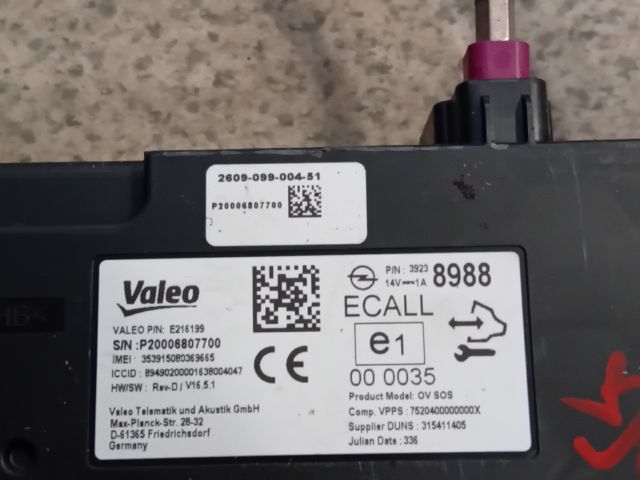 2609-099-004-51
P20006807700
Valeo
VALEO P/N: E216199
S/N: P20006807700
IMEI : 353915080369665
ICCID : 89490200001638004047
HW/SW : Rev-D / V16.5.1
Valeo Telematik und Akustik GmbH
Max-Planck-Str. 28-32
D-61365 Friedrichsdorf
Germany
CE
P/N : 3923 8988
14V⎓1A
ECALL
e1
00 0035
Product Model: OV SOS
Comp. VPPS : 7520400000000X
Supplier DUNS : 315411405
Julian Date : 336
HB<